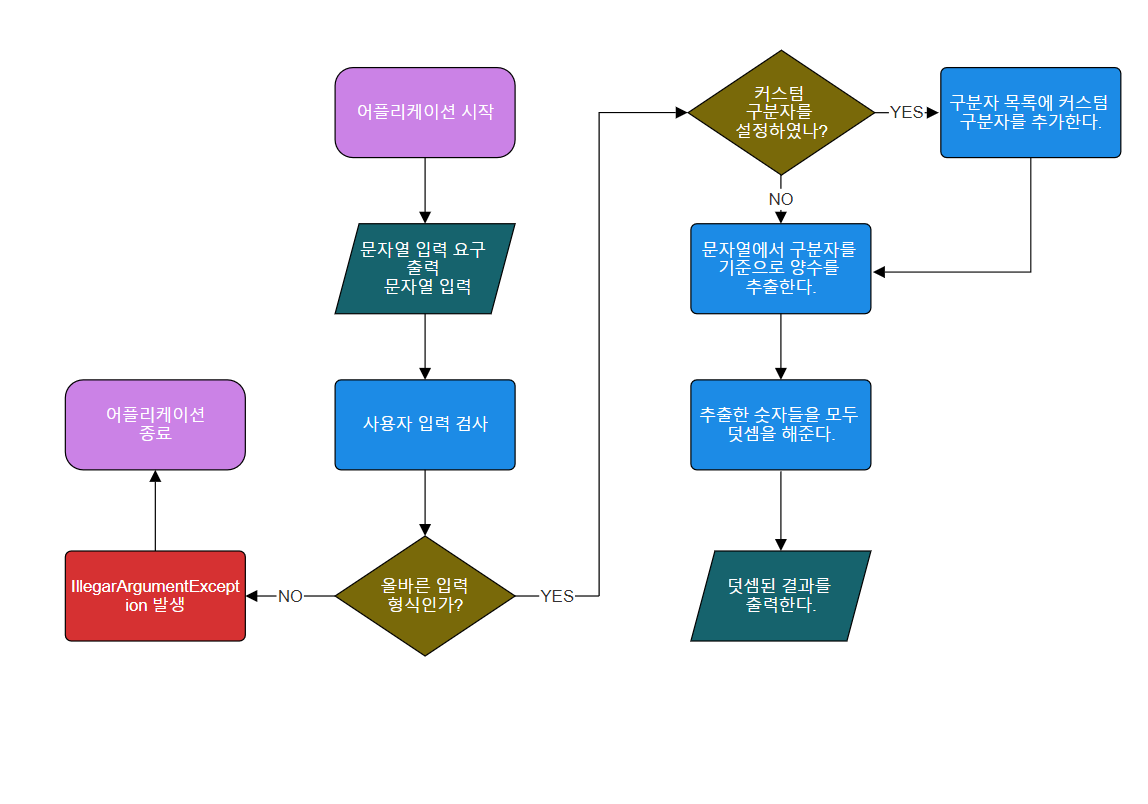 어플리케이션 시작
문자열 입력 요구
출력
문자열 입력
사용자 입력 검사
올바른 입력
형식인가?
NO
IllegarArgumentExcept
ion 발생
어플리케이션
종료
YES
커스텀
구분자를
설정하였나?
YES
구분자 목록에 커스텀
구분자를 추가한다.
NO
문자열에서 구분자를
기준으로 양수를
추출한다.
추출한 숫자들을 모두
덧셈을 해준다.
덧셈된 결과를
출력한다.